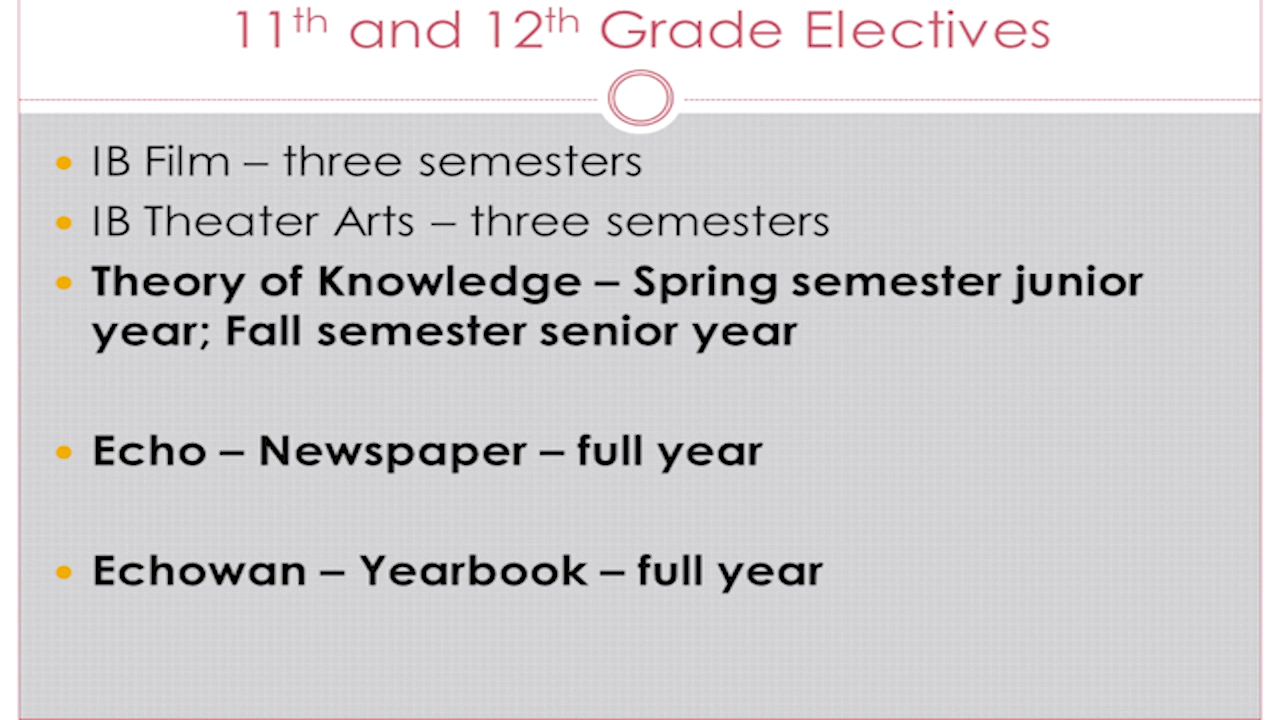 11th and 12th Grade Electives
• IB Film – three semesters
• IB Theater Arts – three semesters
• Theory of Knowledge – Spring semester junior
year; Fall semester senior year
• Echo – Newspaper – full year
• Echowan – Yearbook – full year